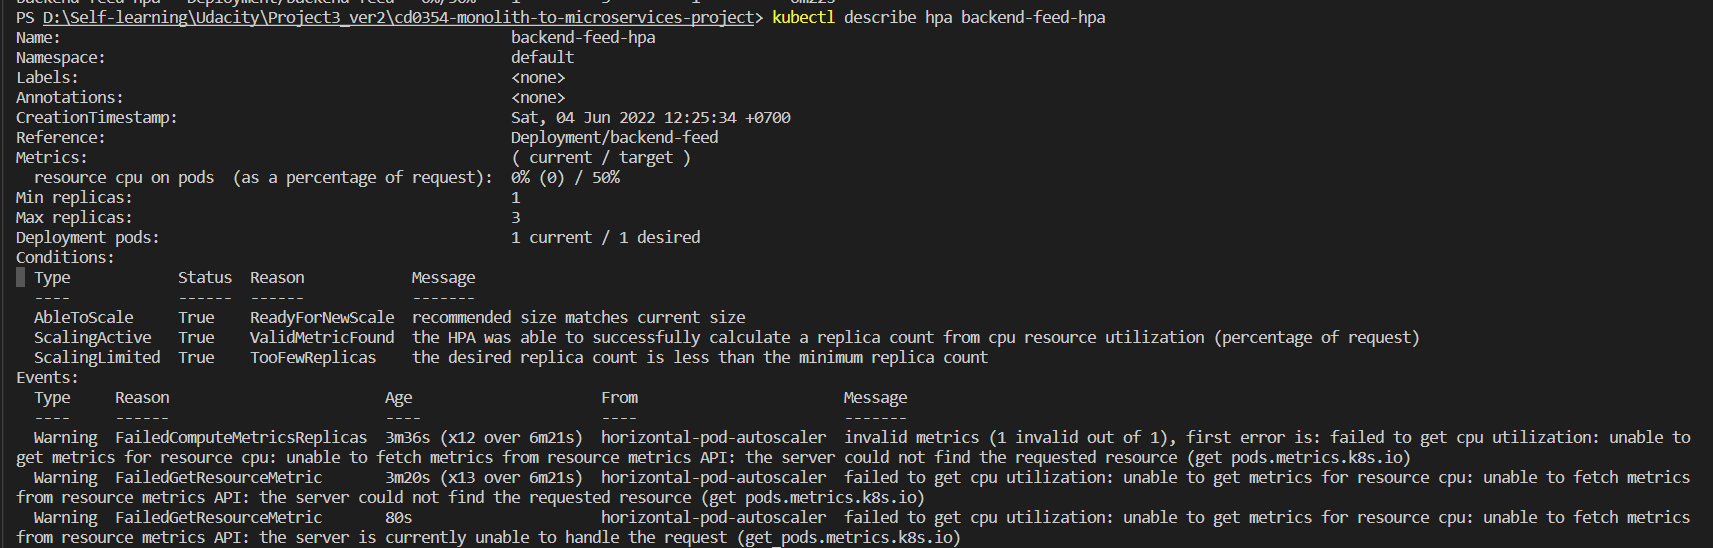 PS D:\Self-learning\Udacity\Project3_ver2\cd0354-monolith-to-microservices-project> kubectl describe hpa backend-feed-hpa
Name: backend-feed-hpa
Namespace: default
Labels: <none>
Annotations: <none>
CreationTimestamp: Sat, 04 Jun 2022 12:25:34 +0700
Reference: Deployment/backend-feed
Metrics: ( current / target )
resource cpu on pods (as a percentage of request): 0% (0) / 50%
Min replicas: 1
Max replicas: 3
Deployment pods: 1 current / 1 desired
Conditions:
Type Status Reason Message
---- ------ ------ -------
AbleToScale True ReadyForNewScale recommended size matches current size
ScalingActive True ValidMetricFound the HPA was able to successfully calculate a replica count from cpu resource utilization (percentage of request)
ScalingLimited True TooFewReplicas the desired replica count is less than the minimum replica count
Events:
Type Reason Age From Message
---- ------ ---- ---- -------
Warning FailedComputeMetricsReplicas 3m36s (x12 over 6m21s) horizontal-pod-autoscaler invalid metrics (1 invalid out of 1), first error is: failed to get cpu utilization: unable to
get metrics for resource cpu: unable to fetch metrics from resource metrics API: the server could not find the requested resource (get pods.metrics.k8s.io)
Warning FailedGetResourceMetric 3m20s (x13 over 6m21s) horizontal-pod-autoscaler failed to get cpu utilization: unable to get metrics for resource cpu: unable to fetch metrics
from resource metrics API: the server could not find the requested resource (get pods.metrics.k8s.io)
Warning FailedGetResourceMetric 80s horizontal-pod-autoscaler failed to get cpu utilization: unable to get metrics for resource cpu: unable to fetch metrics
from resource metrics API: the server is currently unable to handle the request (get pods.metrics.k8s.io)